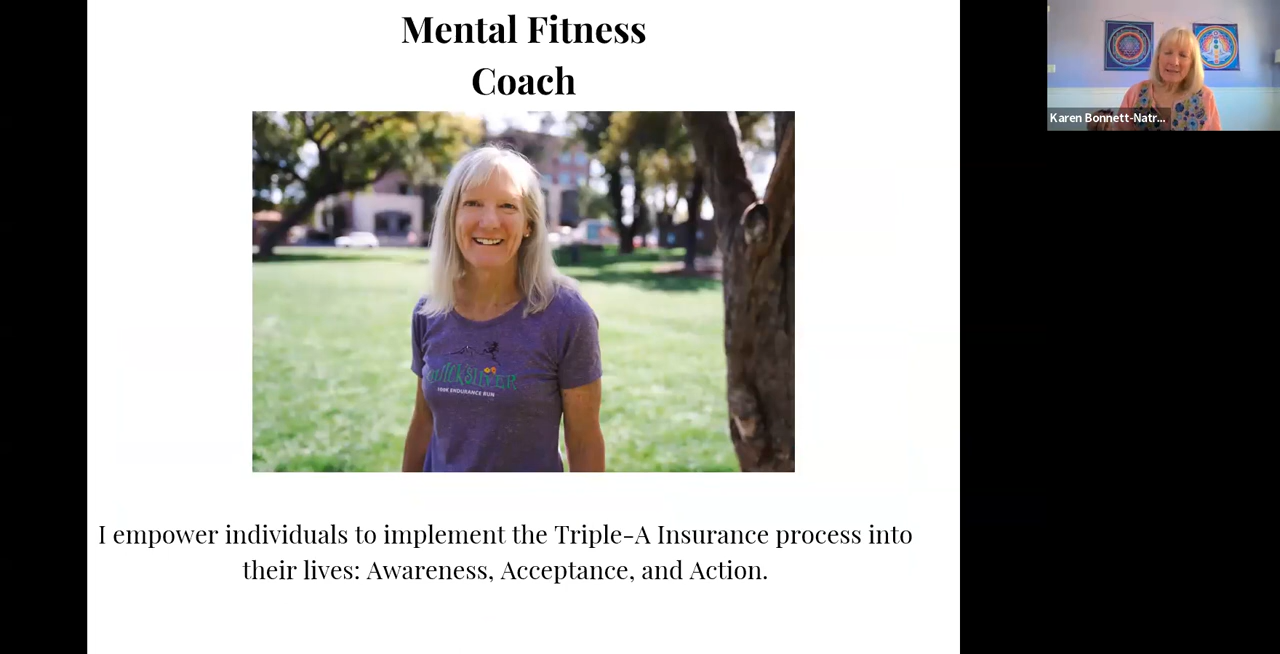 Mental Fitness
Coach
Karen Bonnett-Natr...
QUICKSILVER
100K ENDURANCE RUN
I empower individuals to implement the Triple-A Insurance process into
their lives: Awareness, Acceptance, and Action.